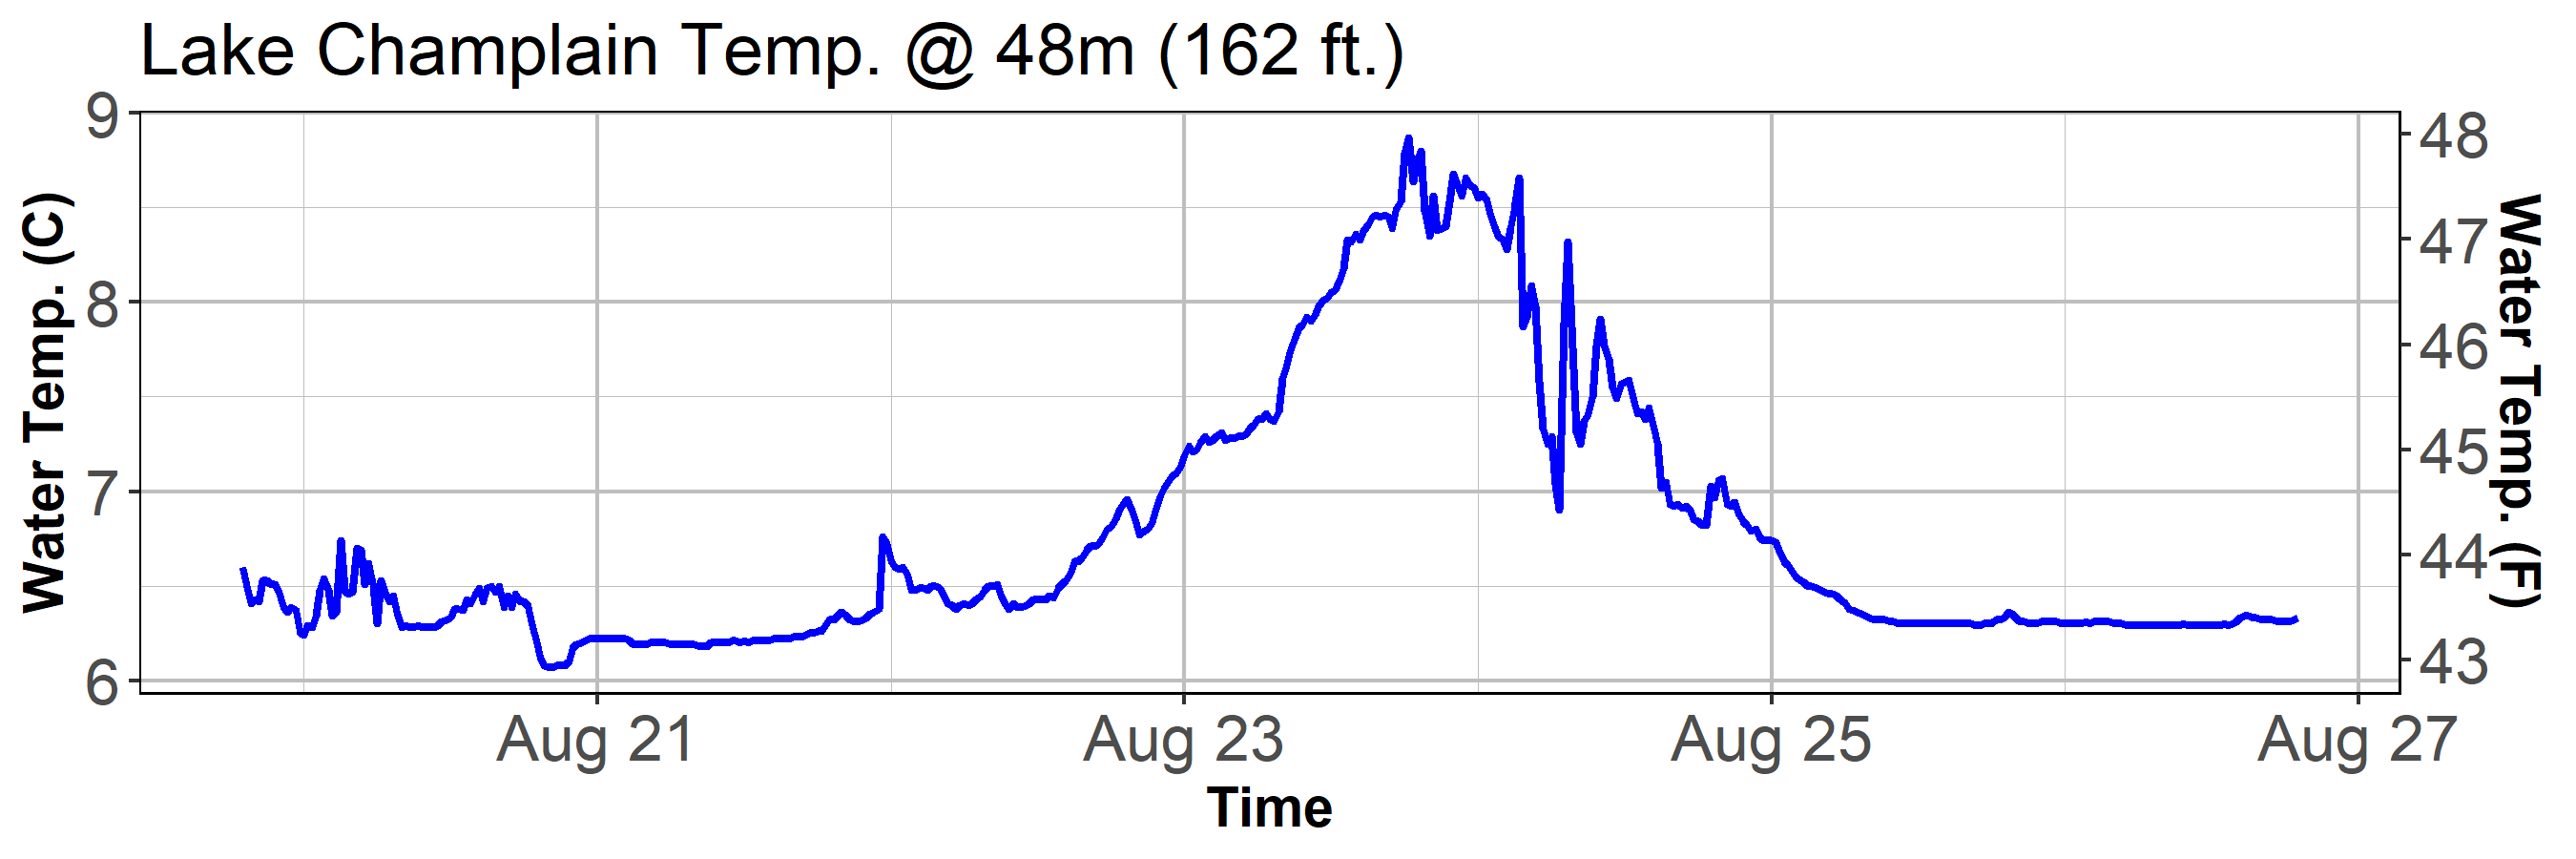 Lake Champlain Temp. @ 48m (162 ft.)
Water Temp. (C)
9
8
7
6
48
47
46
45
44
43
Water Temp. (F)
Aug 21 Aug 23 Aug 25 Aug 27
Time